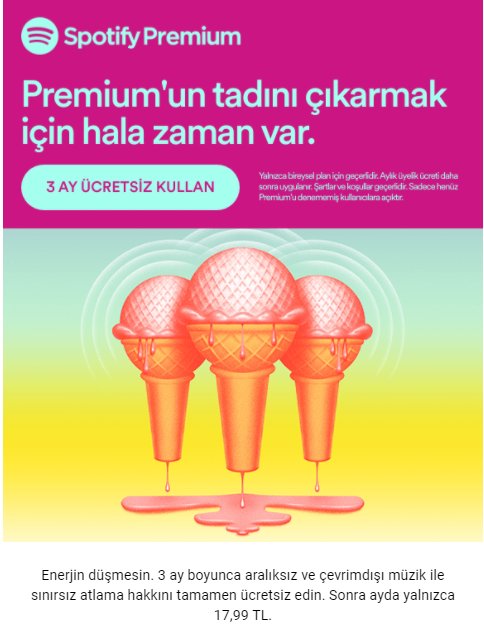 Spotify Premium
Premium'un tadını çıkarmak
için hala zaman var.
3 AY ÜCRETSİZ KULLAN
Yalnızca bireysel plan için geçerlidir. Aylık üyelik ücreti daha
sonra uygulanır. Şartlar ve koşullar geçerlidir. Sadece henüz
Premium'u denememiş kullanıcılara açıktır.
Enerjin düşmesin. 3 ay boyunca aralıksız ve çevrimdışı müzik ile
sınırsız atlama hakkını tamamen ücretsiz edin. Sonra ayda yalnızca
17,99 TL.